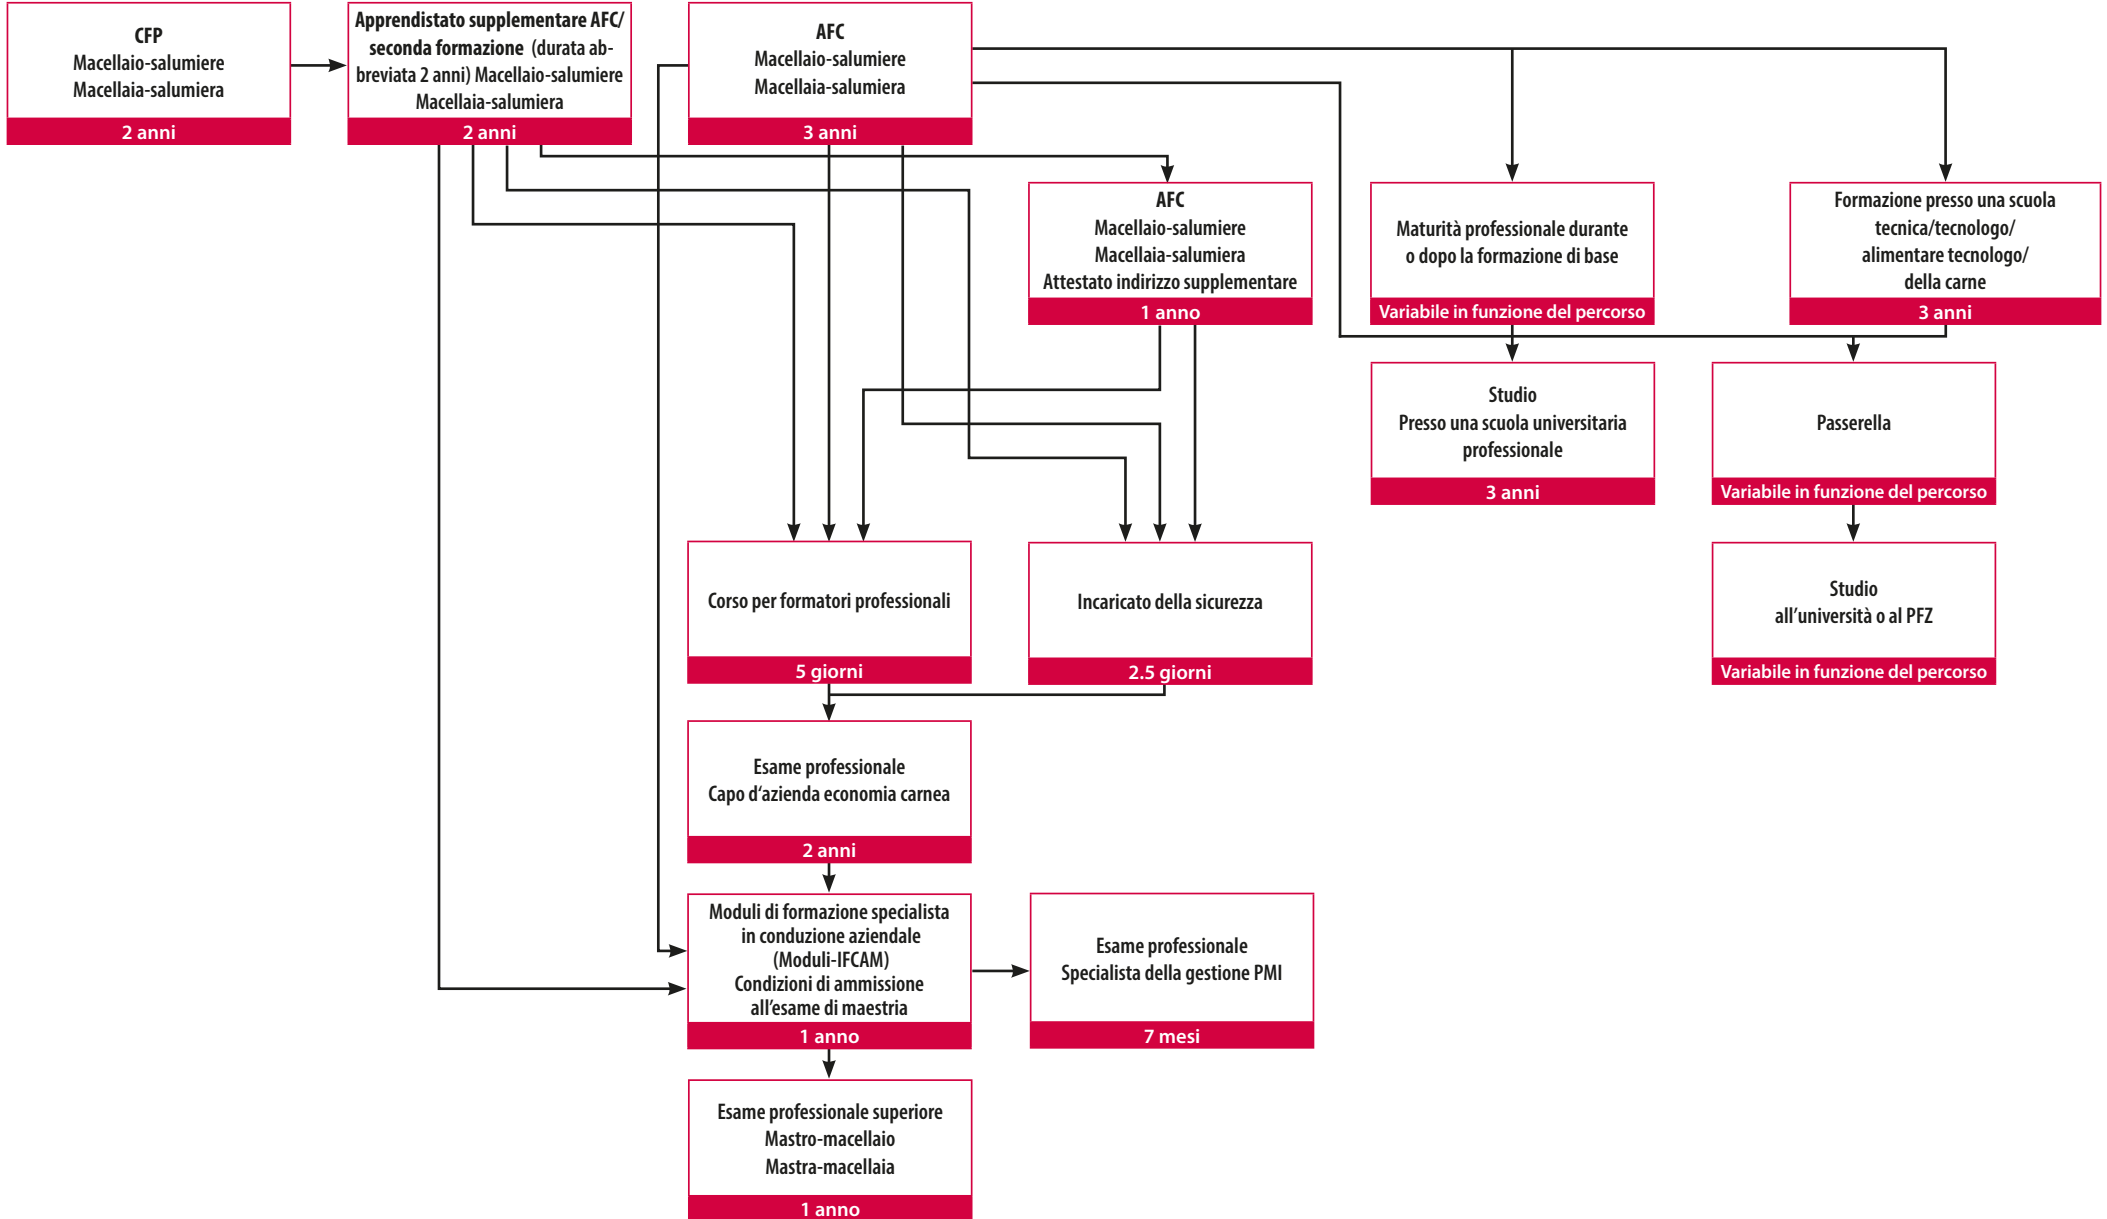 CFP
Macellaio-salumiere
Macellaia-salumiera
2 anni
Apprendistato supplementare AFC/
seconda formazione (durata ab-
breviata 2 anni) Macellaio-salumiere
Macellaia-salumiera
2 anni
AFC
Macellaio-salumiere
Macellaia-salumiera
3 anni
AFC
Macellaio-salumiere
Macellaia-salumiera
Attestato indirizzo supplementare
1 anno
Maturità professionale durante
o dopo la formazione di base
Variabile in funzione del percorso
Formazione presso una scuola
tecnica/tecnologo/
alimentare tecnologo/
della carne
3 anni
Studio
Presso una scuola universitaria
professionale
3 anni
Passerella
Variabile in funzione del percorso
Corso per formatori professionali
5 giorni
Incaricato della sicurezza
2.5 giorni
Studio
all’università o al PFZ
Variabile in funzione del percorso
Esame professionale
Capo d‘azienda economia carnea
2 anni
Moduli di formazione specialista
in conduzione aziendale
(Moduli-IFCAM)
Condizioni di ammissione
all’esame di maestria
1 anno
Esame professionale
Specialista della gestione PMI
7 mesi
Esame professionale superiore
Mastro-macellaio
Mastra-macellaia
1 anno